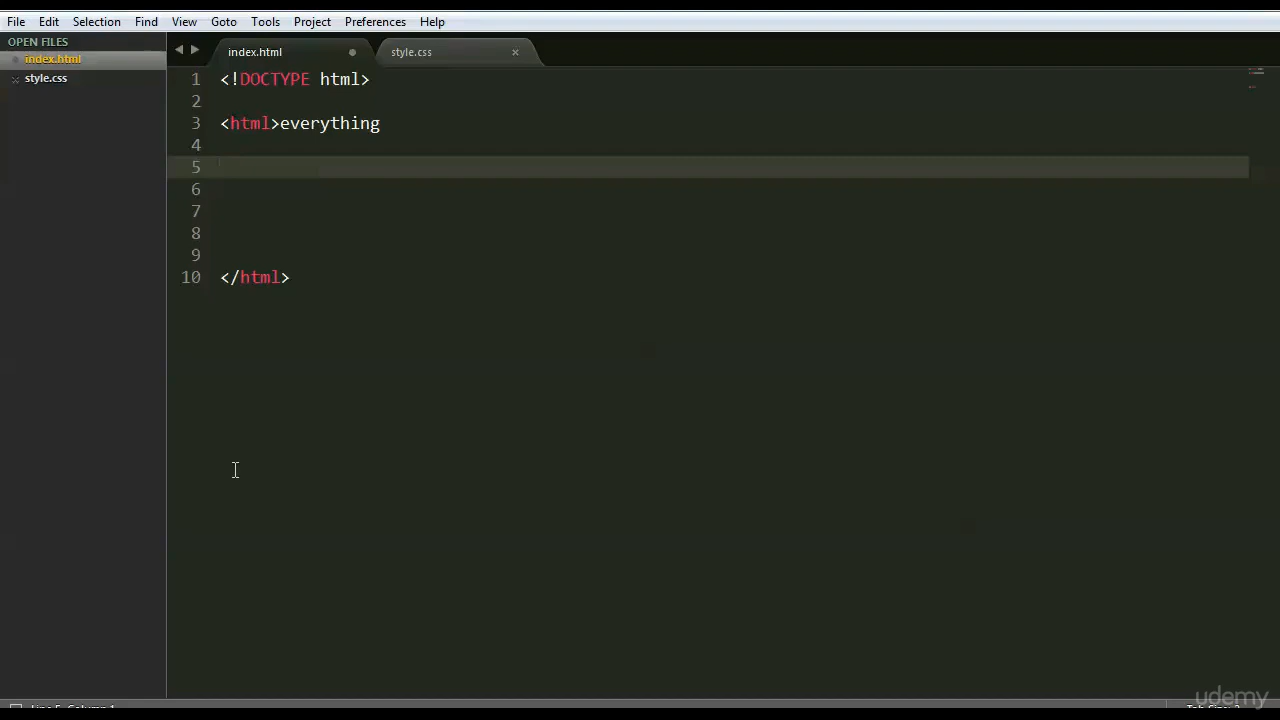 File Edit Selection Find View Goto Tools Project Preferences Help
OPEN FILES
index.html
style.css
index.html
style.css
1 <!DOCTYPE html>
2
3 <html>everything
4
5
6
7
8
9
10 </html>
udemy